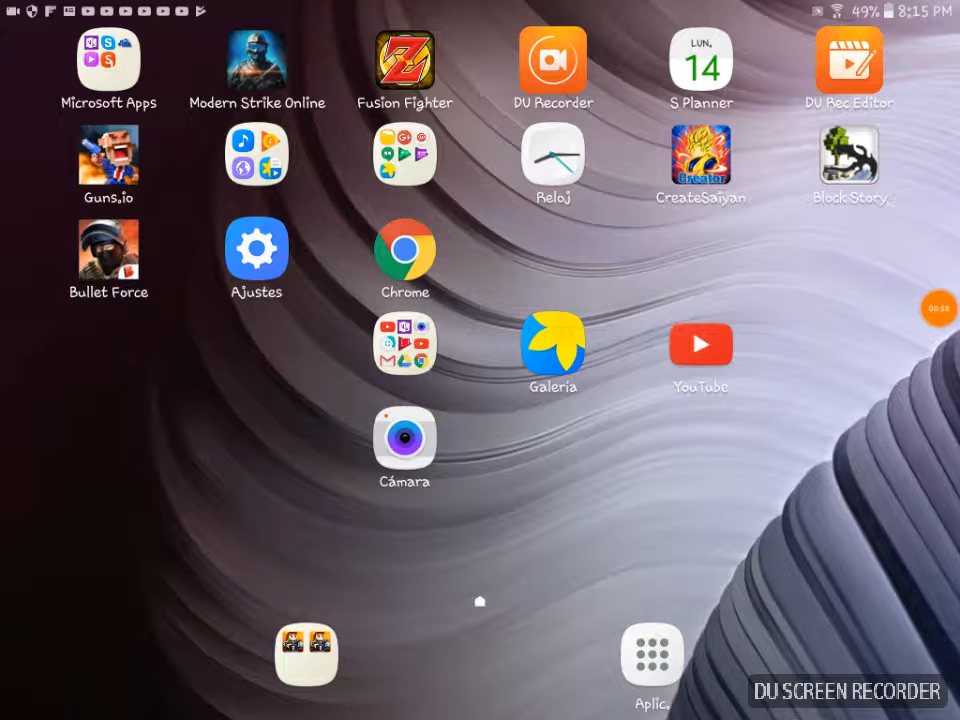 49% 8:15 PM
LUN.
14
Microsoft Apps
Modern Strike Online
Fusion Fighter
DU Recorder
S Planner
DU Rec Editor
Creator
Guns.io
Reloj
CreateSaiyan
Block Story
Bullet Force
Ajustes
Chrome
00:58
Galería
YouTube
Cámara
Aplic.
DU SCREEN RECORDER